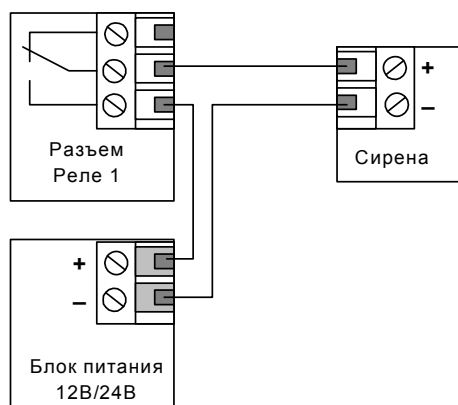 Разъем
Реле 1
+
–
Сирена
+
–
Блок питания
12В/24В